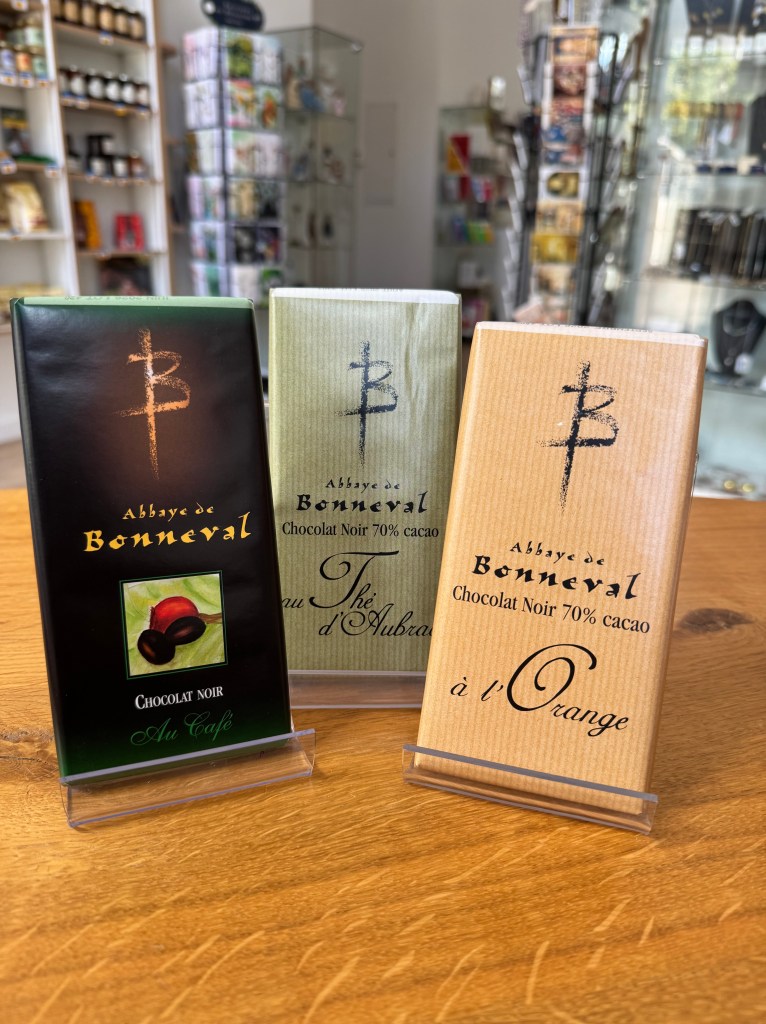 Abbaye de
Bonneval
Chocolat noir
Au Café
B
Abbaye de
Bonneval
Chocolat Noir 70% cacao
au Thé
d'Aubrac
B
Abbaye de
Bonneval
Chocolat Noir 70% cacao
à l'Orange